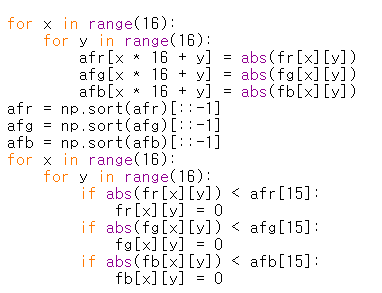 for x in range(16):
    for y in range(16):
        afr[x * 16 + y] = abs(fr[x][y])
        afg[x * 16 + y] = abs(fg[x][y])
        afb[x * 16 + y] = abs(fb[x][y])
afr = np.sort(afr)[::-1]
afg = np.sort(afg)[::-1]
afb = np.sort(afb)[::-1]
for x in range(16):
    for y in range(16):
        if abs(fr[x][y]) < afr[15]:
            fr[x][y] = 0
        if abs(fg[x][y]) < afg[15]:
            fg[x][y] = 0
        if abs(fb[x][y]) < afb[15]:
            fb[x][y] = 0